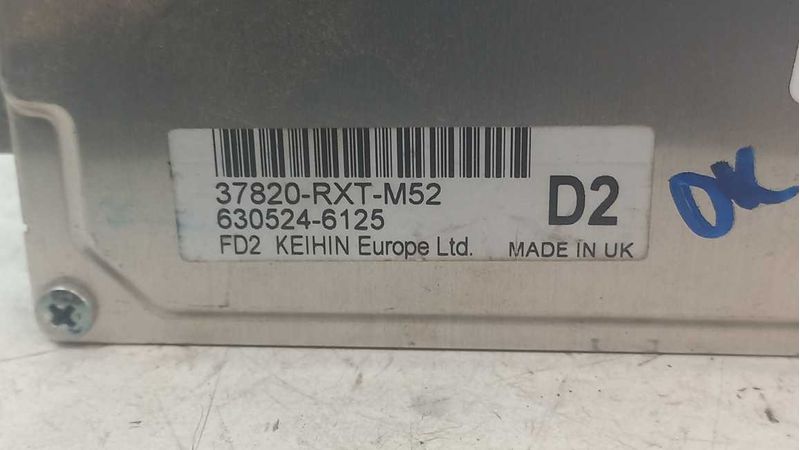 37820-RXT-M52
630524-6125
D2
FD2 KEIHIN Europe Ltd. MADE IN UK
OK